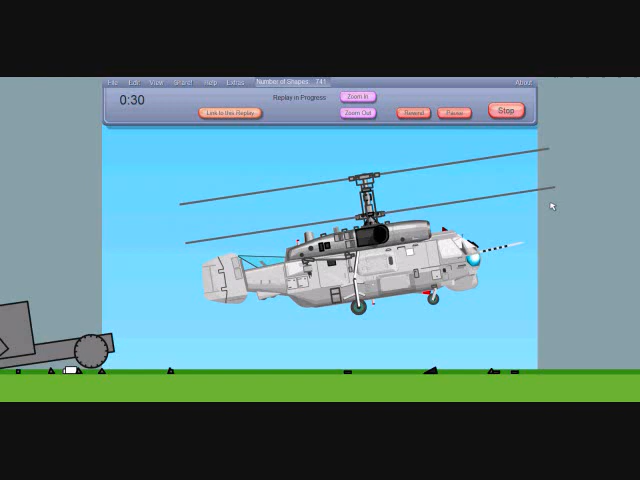 File Edit View Share Help Extras Number of Shapes: 741 About
0:30
Replay in Progress
Zoom In
Link to this Replay
Zoom Out
Rewind
Pause
Stop